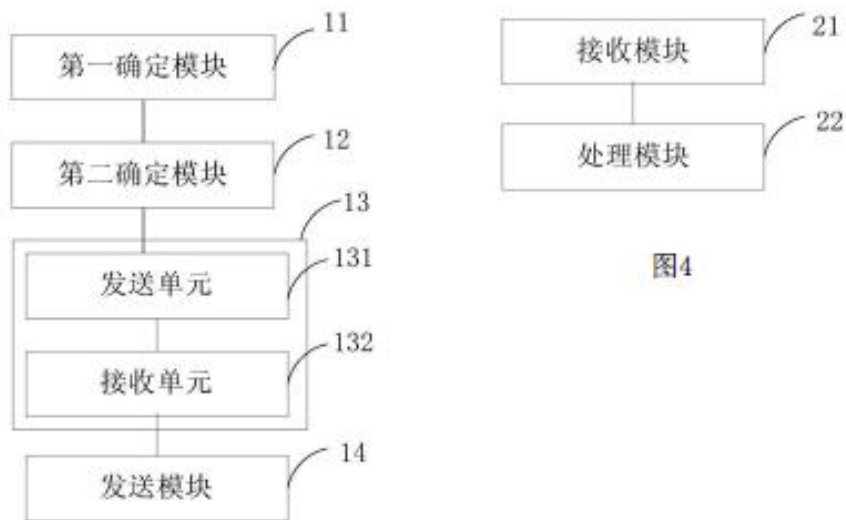 11
第一确定模块
12
第二确定模块
13
131
发送单元
132
接收单元
14
发送模块
21
接收模块
22
处理模块
图4